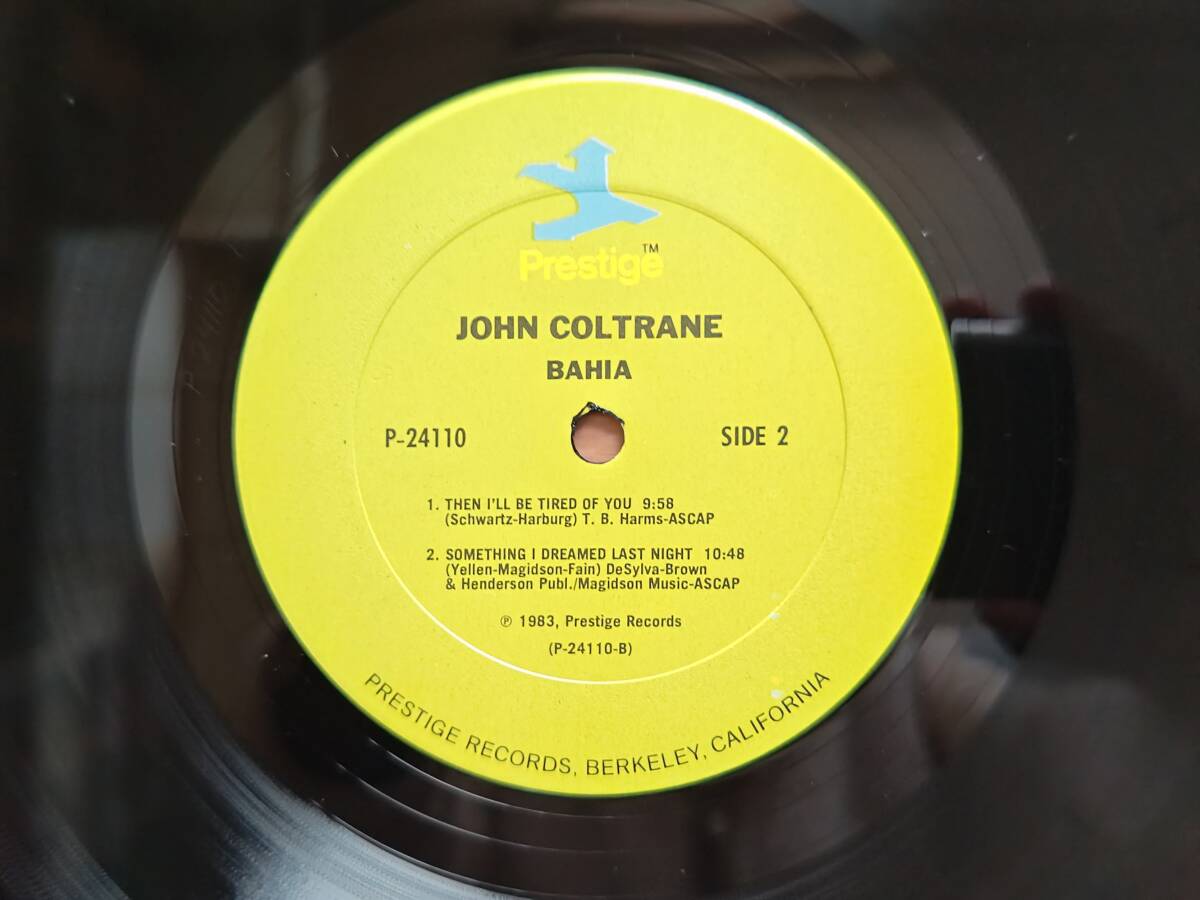 Prestige™
JOHN COLTRANE
BAHIA
P-24110 SIDE 2
1. THEN I'LL BE TIRED OF YOU 9:58
(Schwartz-Harburg) T. B. Harms-ASCAP
2. SOMETHING I DREAMED LAST NIGHT 10:48
(Yellen-Magidson-Fain) DeSylva-Brown
& Henderson Publ./Magidson Music-ASCAP
℗ 1983, Prestige Records
(P-24110-B)
PRESTIGE RECORDS, BERKELEY, CALIFORNIA